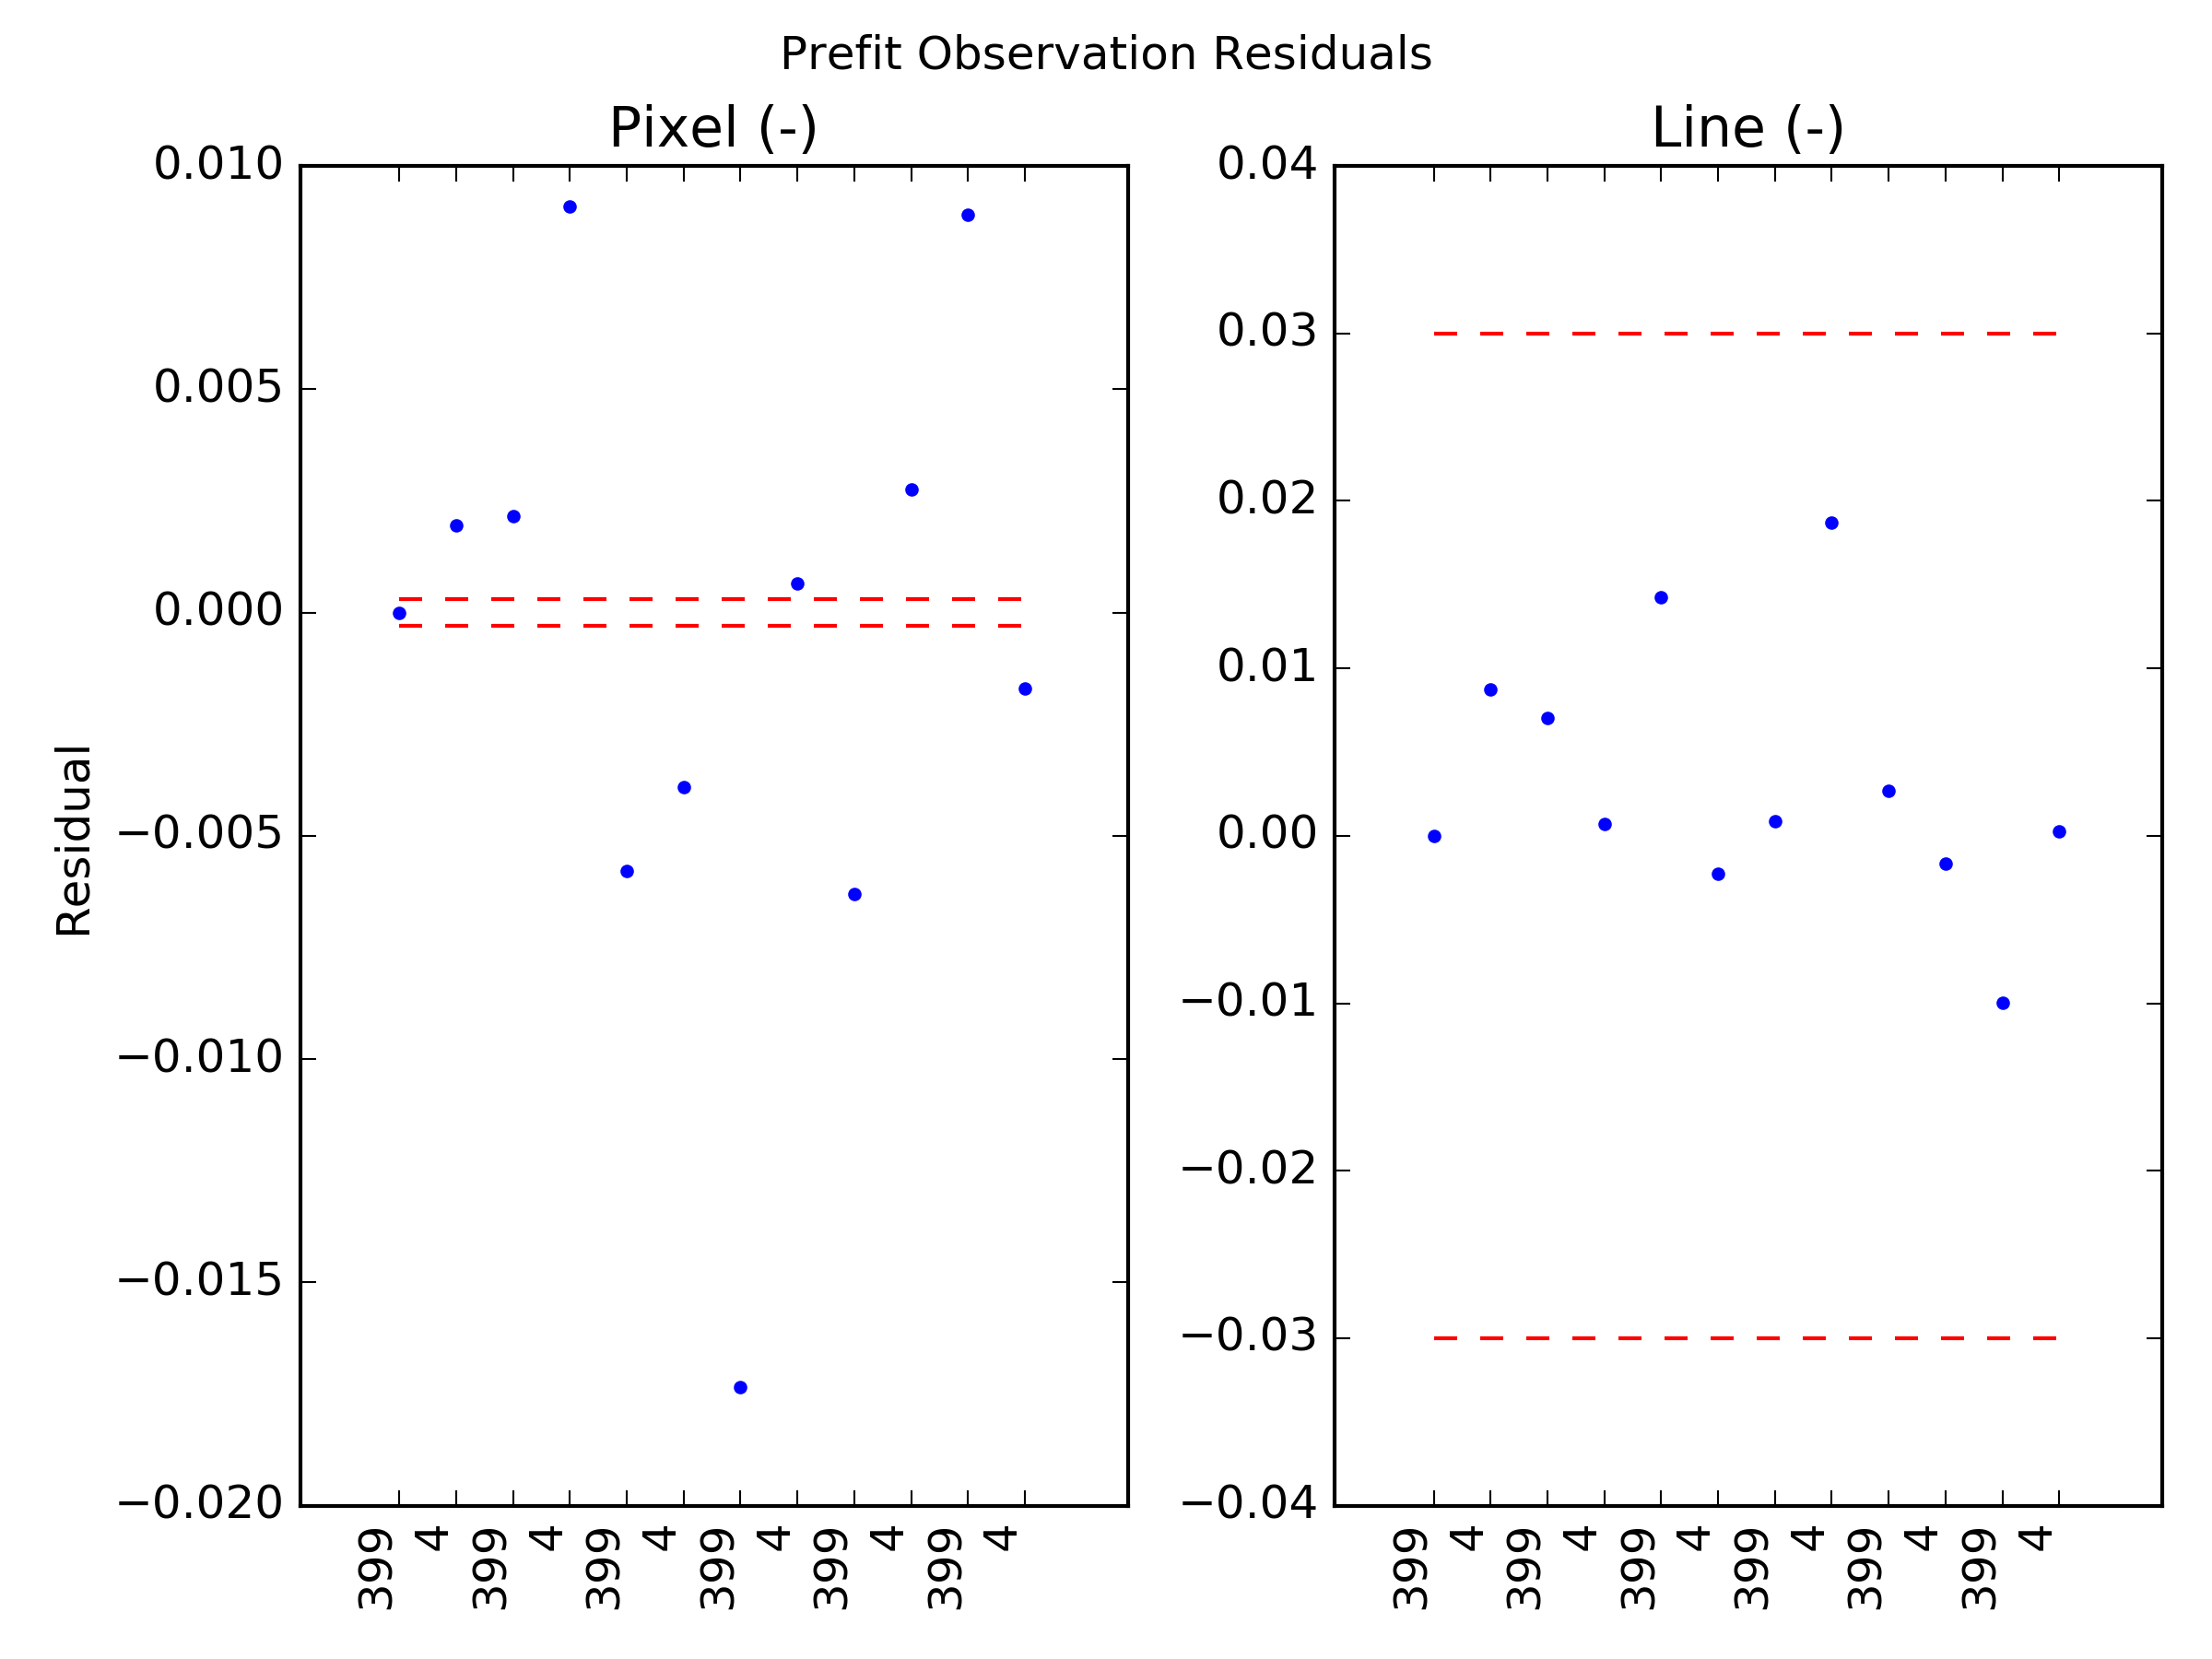 Prefit Observation Residuals
Pixel (-)
Line (-)
Residual
0.010
0.005
0.000
−0.005
−0.010
−0.015
−0.020
399 4 399 4 399 4 399 4 399 4 399 4
0.04
0.03
0.02
0.01
0.00
−0.01
−0.02
−0.03
−0.04
399 4 399 4 399 4 399 4 399 4 399 4